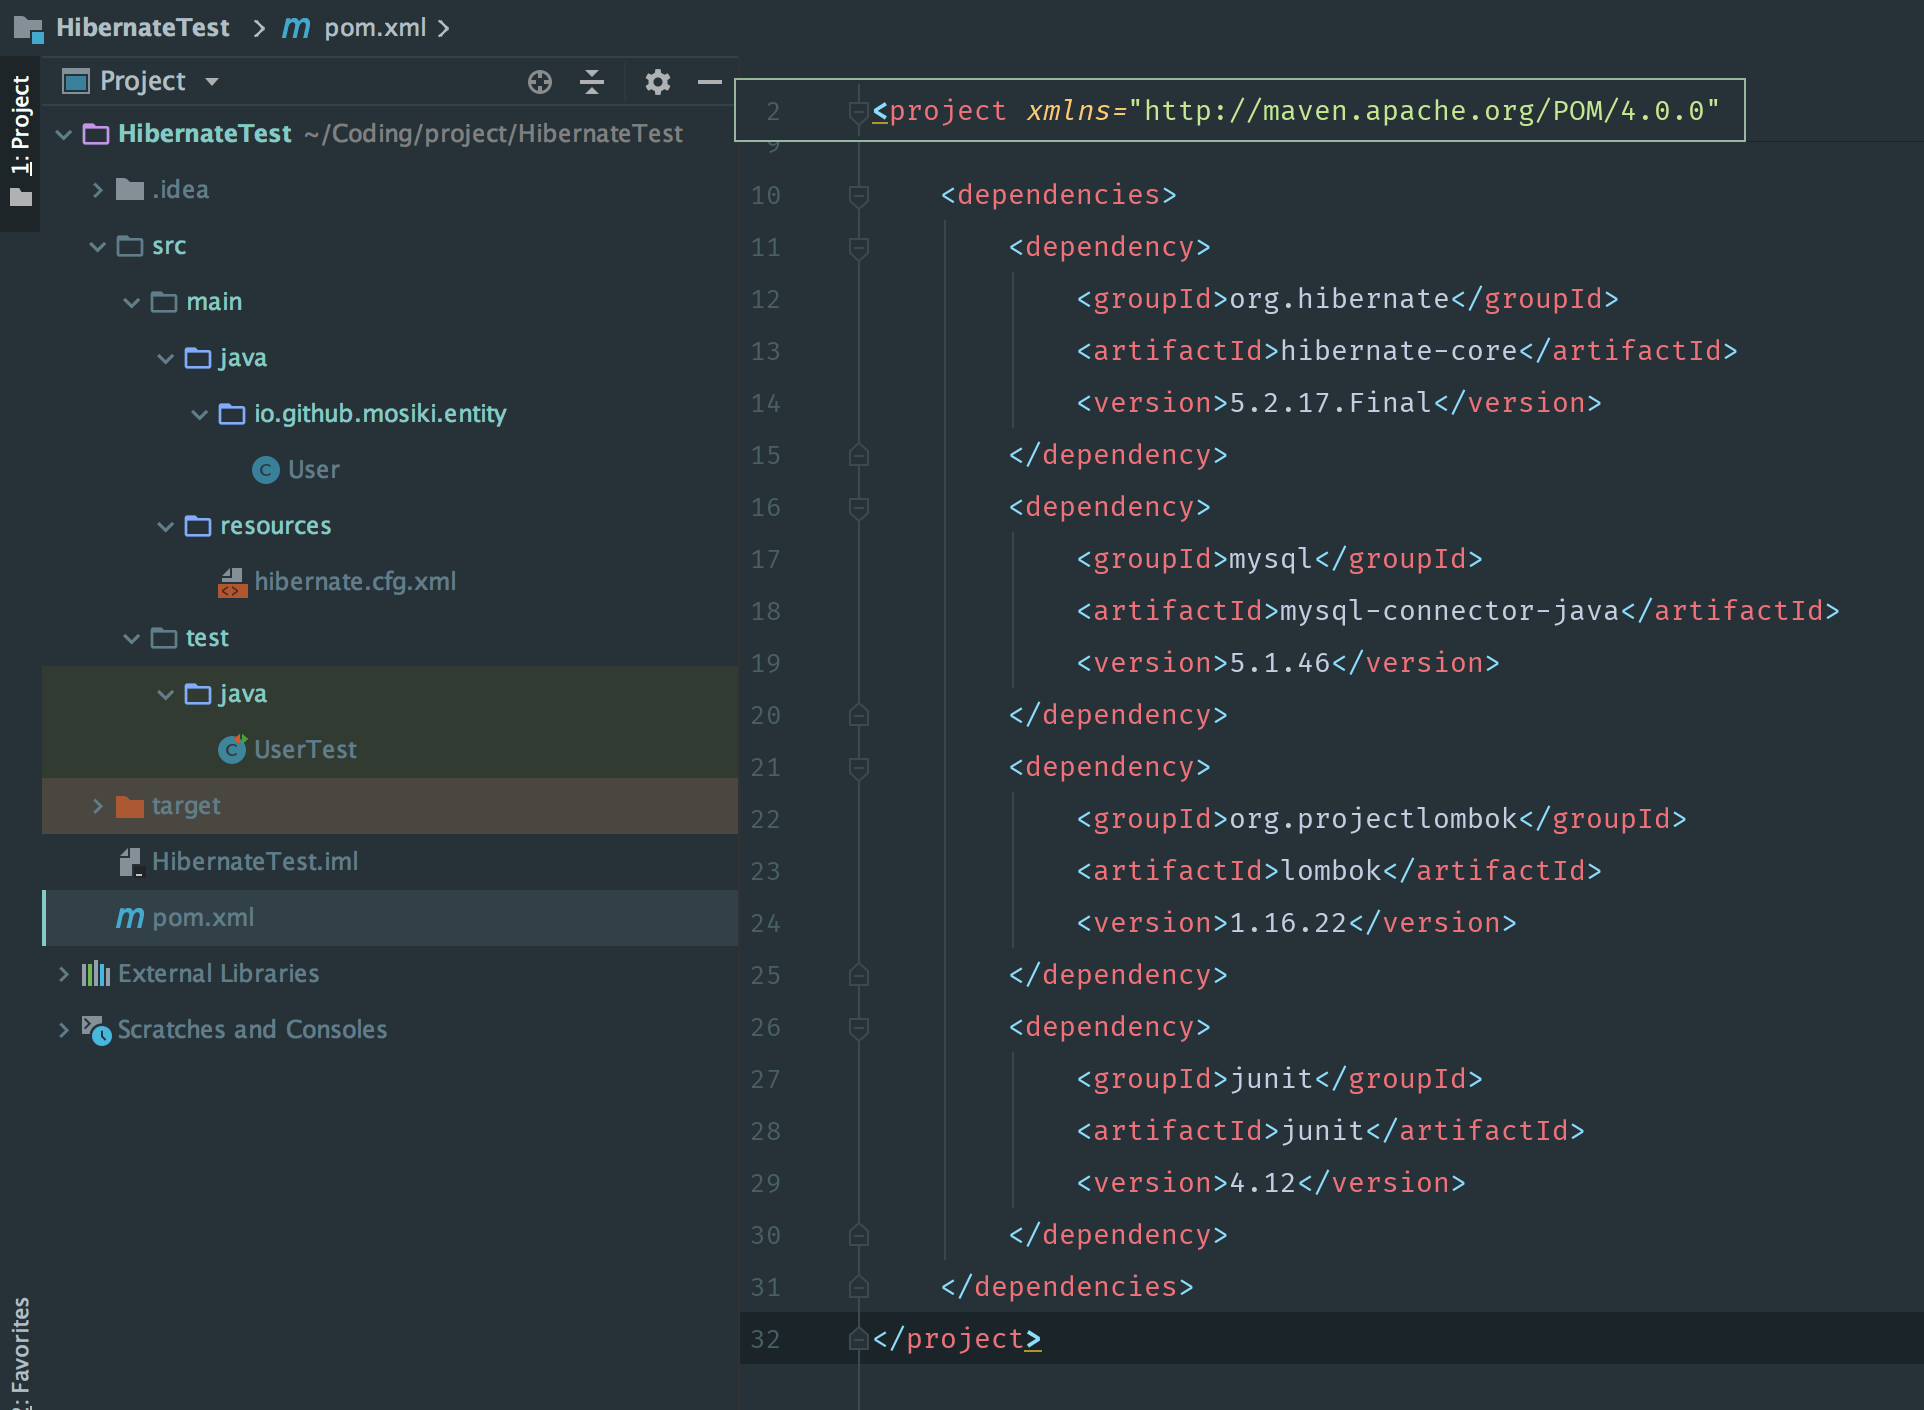 HibernateTest > m pom.xml >
1: Project
Project
HibernateTest ~/Coding/project/HibernateTest
.idea
src
main
java
io.github.mosiki.entity
C User
resources
<> hibernate.cfg.xml
test
java
C UserTest
target
HibernateTest.iml
m pom.xml
External Libraries
Scratches and Consoles
Favorites
2 <project xmlns="http://maven.apache.org/POM/4.0.0"
9
10 <dependencies>
11 <dependency>
12 <groupId>org.hibernate</groupId>
13 <artifactId>hibernate-core</artifactId>
14 <version>5.2.17.Final</version>
15 </dependency>
16 <dependency>
17 <groupId>mysql</groupId>
18 <artifactId>mysql-connector-java</artifactId>
19 <version>5.1.46</version>
20 </dependency>
21 <dependency>
22 <groupId>org.projectlombok</groupId>
23 <artifactId>lombok</artifactId>
24 <version>1.16.22</version>
25 </dependency>
26 <dependency>
27 <groupId>junit</groupId>
28 <artifactId>junit</artifactId>
29 <version>4.12</version>
30 </dependency>
31 </dependencies>
32 </project>